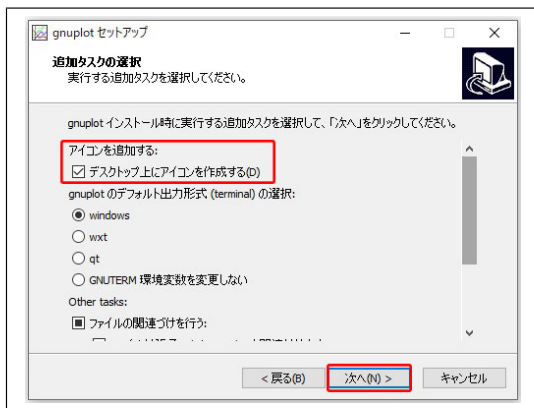 gnuplot セットアップ
追加タスクの選択
実行する追加タスクを選択してください。
gnuplot インストール時に実行する追加タスクを選択して、「次へ」をクリックしてください。
アイコンを追加する:
デスクトップ上にアイコンを作成する(D)
gnuplot のデフォルト出力形式 (terminal) の選択:
windows
wxt
qt
GNUTERM 環境変数を変更しない
Other tasks:
ファイルの関連づけを行う:
< 戻る(B) 次へ(N) > キャンセル